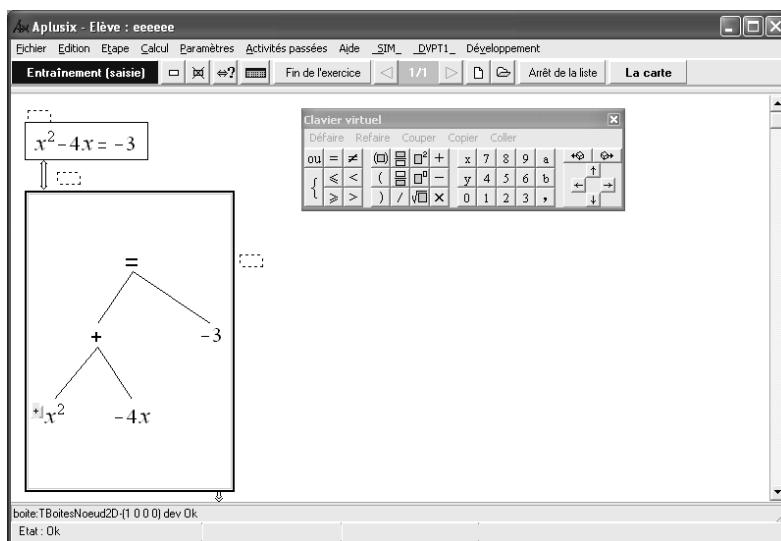 Aplusix - Elève : eeeeee
Fichier Edition Etape Calcul Paramètres Activités passées Aide _SIM_ _DVPT1_ Développement
Entraînement (saisie) ⇔? Fin de l'exercice 1/1 Arrêt de la liste La carte
x² − 4x = −3
Clavier virtuel
Défaire Refaire Couper Copier Coller
ou = ≠ (□) □² + x 7 8 9 a
{ ⩽ < ( □ⁿ − y 4 5 6 b
⩾ > ) / √□ × 0 1 2 3 ,
=
+ −3
+ x² −4x
boite:TBoitesNoeud2D-(1 0 0 0) dev Ok
Etat : Ok